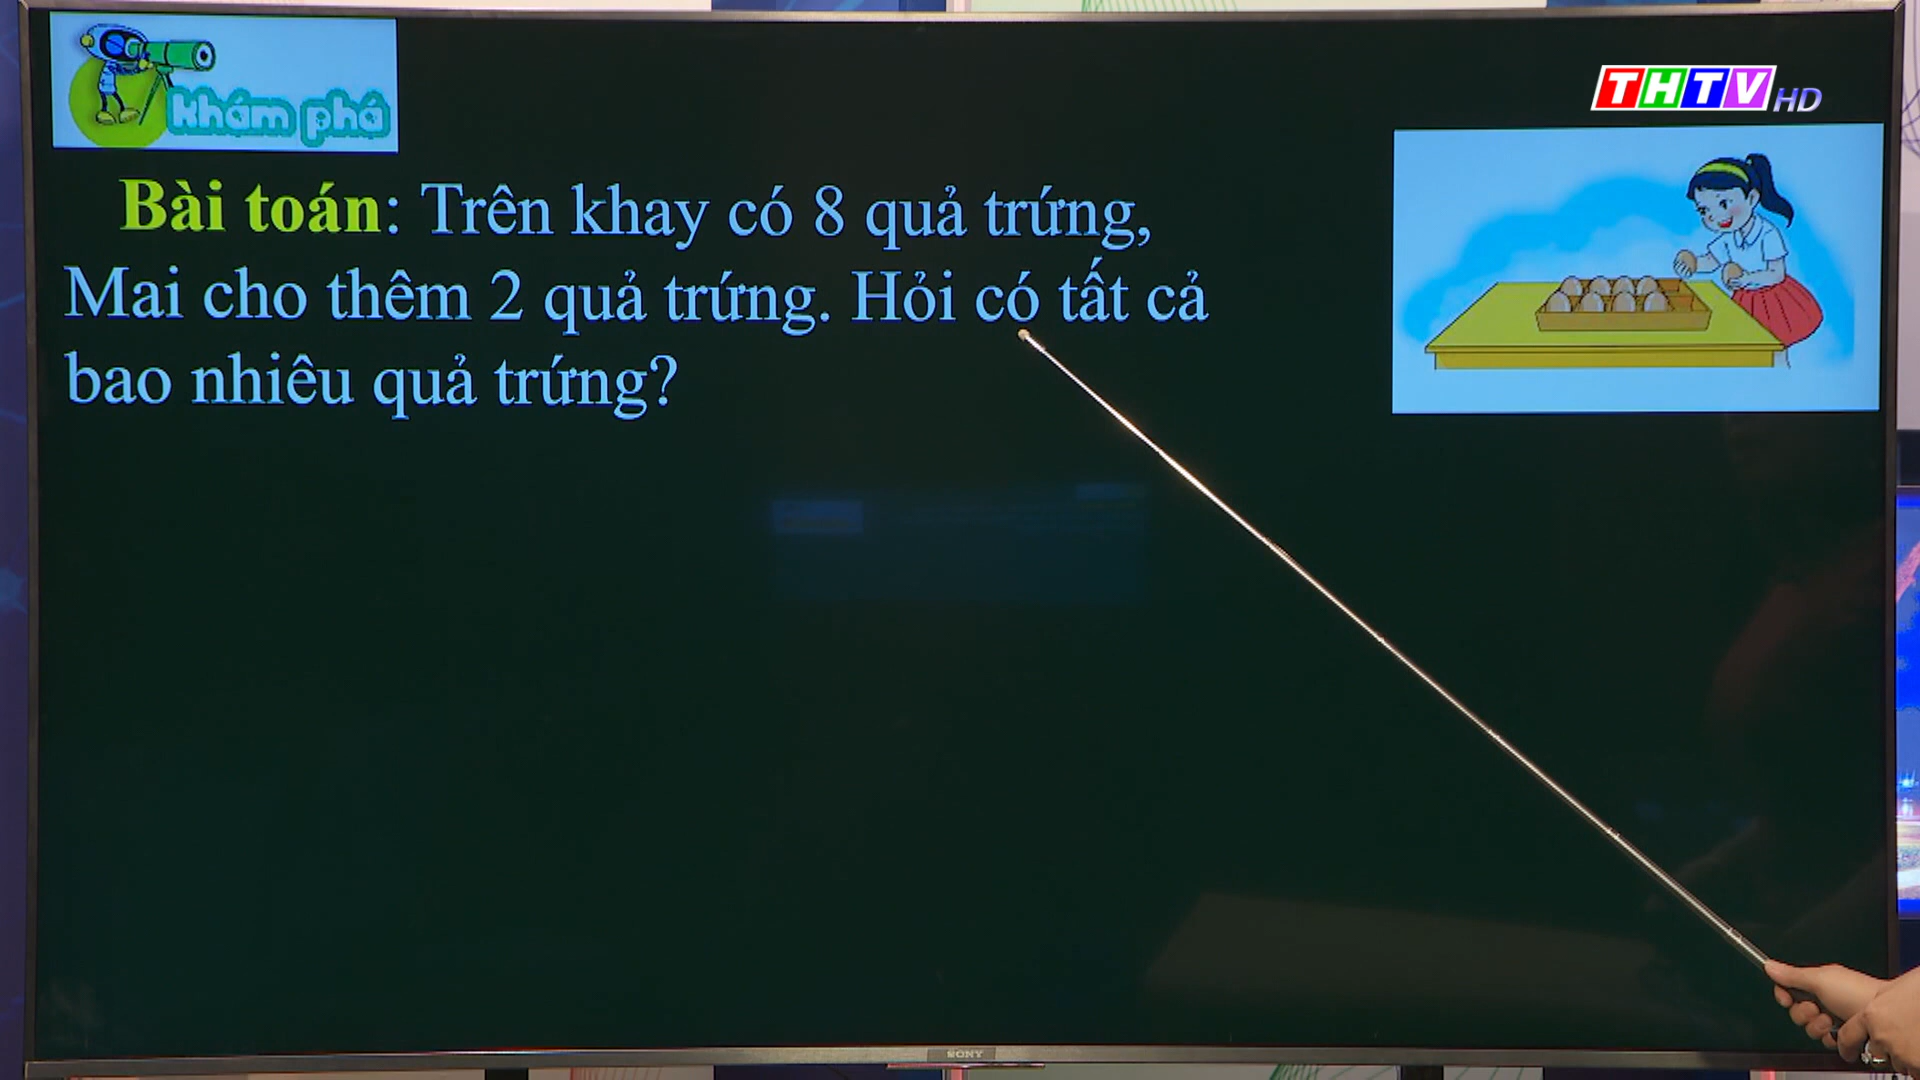 khám phá
THTV HD
Bài toán: Trên khay có 8 quả trứng,
Mai cho thêm 2 quả trứng. Hỏi có tất cả
bao nhiêu quả trứng?
SONY